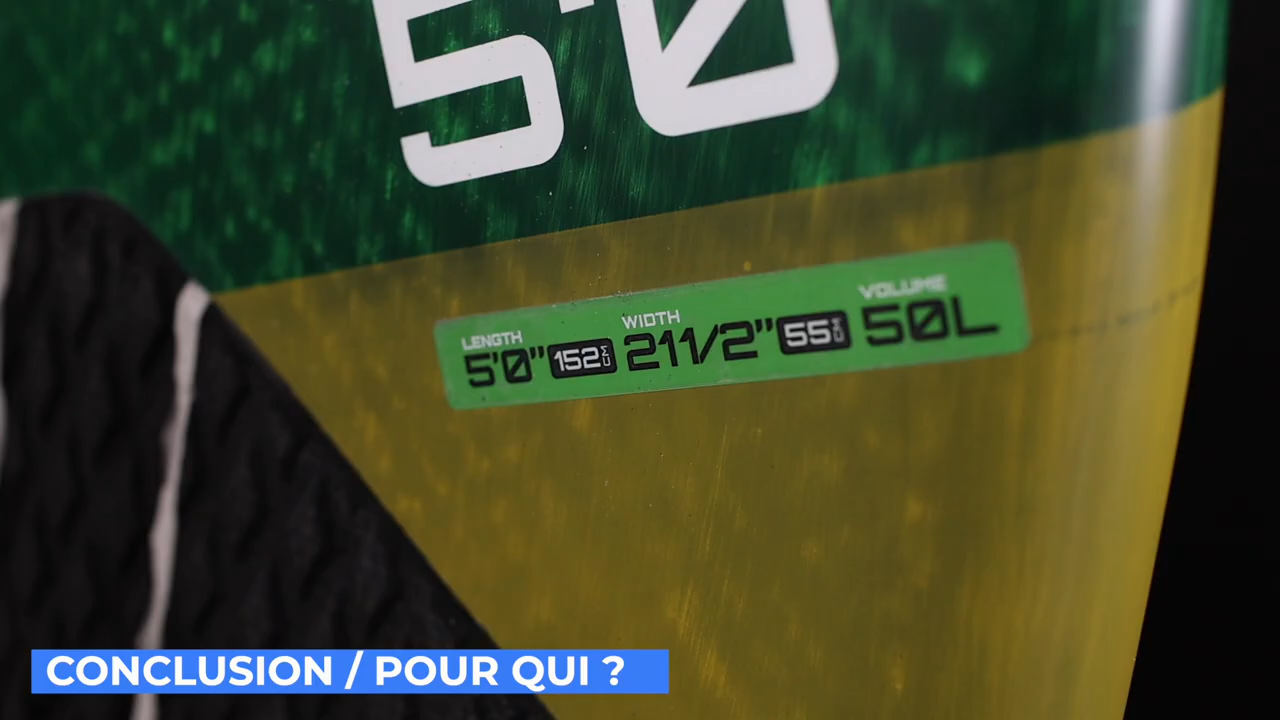 5'0
LENGTH WIDTH VOLUME
5'0" 152 CM 21 1/2" 55 CM 50L
CONCLUSION / POUR QUI ?